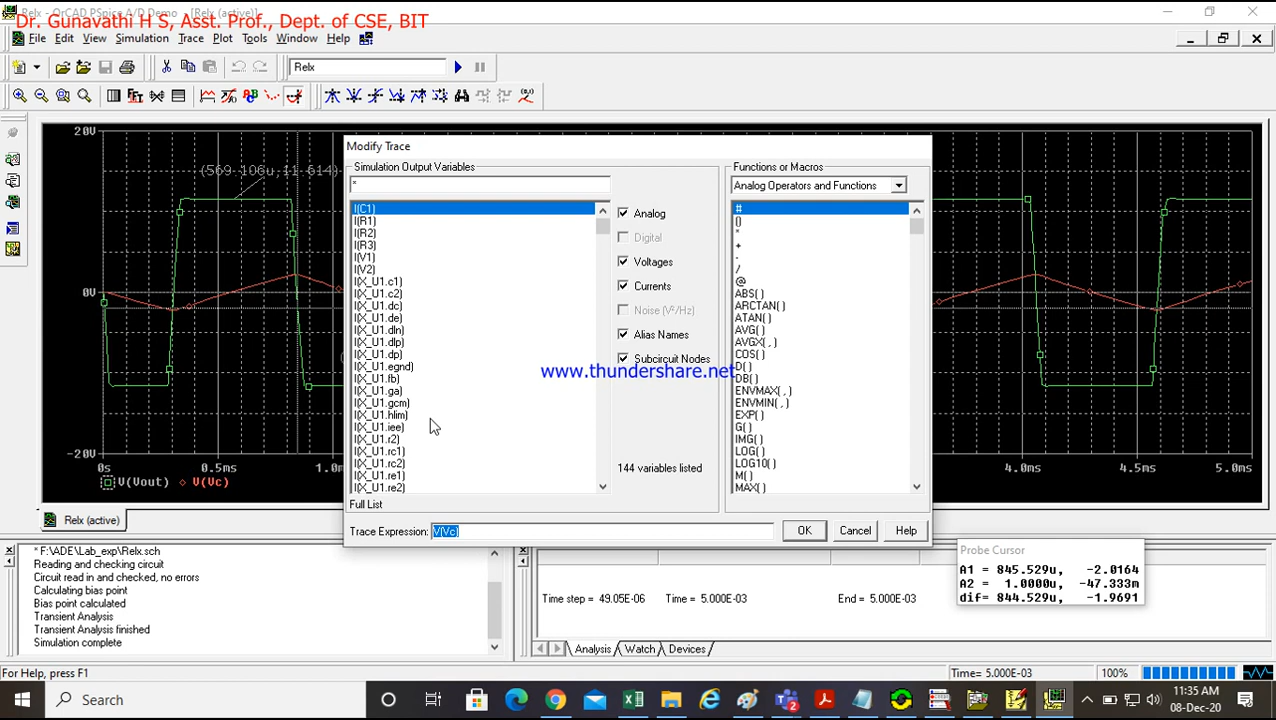 Relx - OrCAD PSpice A/D Demo - [Relx (active)]
Dr. Gunavathi H S, Asst. Prof., Dept. of CSE, BIT
File Edit View Simulation Trace Plot Tools Window Help
Relx
20V
0V
-20V
(569.106u,11.614)
0s 0.5ms 4.0ms 4.5ms 5.0ms
V(Vout) V(Vc)
Relx (active)
Modify Trace
Simulation Output Variables
*
I(C1)
I(R1)
I(R2)
I(R3)
I(V1)
I(V2)
I(X_U1.c1)
I(X_U1.c2)
I(X_U1.dc)
I(X_U1.de)
I(X_U1.dln)
I(X_U1.dlp)
I(X_U1.dp)
I(X_U1.egnd)
I(X_U1.fb)
I(X_U1.ga)
I(X_U1.gcm)
I(X_U1.hlim)
I(X_U1.iee)
I(X_U1.r2)
I(X_U1.rc1)
I(X_U1.rc2)
I(X_U1.re1)
I(X_U1.re2)
Full List
Analog
Digital
Voltages
Currents
Noise (V²/Hz)
Alias Names
Subcircuit Nodes
www.thundershare.net
144 variables listed
Functions or Macros
Analog Operators and Functions
#
()
*
+
-
/
@
ABS()
ARCTAN()
ATAN()
AVG()
AVGX(,)
COS()
D()
DB()
ENVMAX(,)
ENVMIN(,)
EXP()
G()
IMG()
LOG()
LOG10()
M()
MAX()
Trace Expression: V(Vc)
OK Cancel Help
* F:\ADE\Lab_exp\Relx.sch
Reading and checking circuit
Circuit read in and checked, no errors
Calculating bias point
Bias point calculated
Transient Analysis
Transient Analysis finished
Simulation complete
Time step = 49.05E-06 Time = 5.000E-03 End = 5.000E-03
Analysis Watch Devices
Probe Cursor
A1 = 845.529u, -2.0164
A2 = 1.0000u, -47.333m
dif= 844.529u, -1.9691
For Help, press F1
Time= 5.000E-03 100%
Search
11:35 AM
08-Dec-20